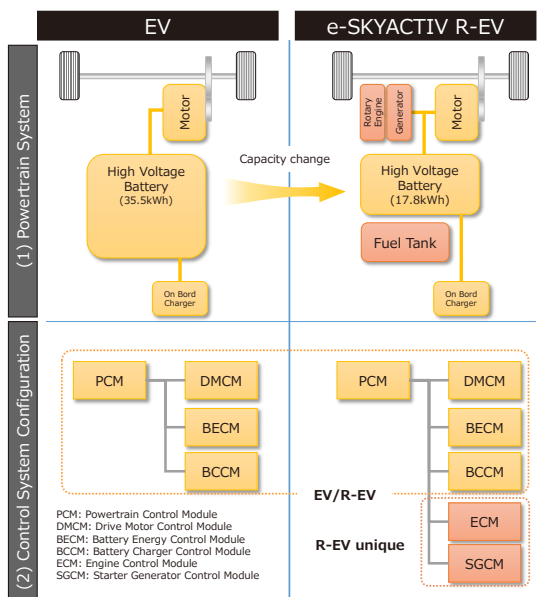 EV
e-SKYACTIV R-EV
(1) Powertrain System
Motor
High Voltage
Battery
(35.5kWh)
On Bord
Charger
Capacity change
Rotary
Engine
Generator
Motor
High Voltage
Battery
(17.8kWh)
Fuel Tank
On Bord
Charger
(2) Control System Configuration
PCM
DMCM
BECM
BCCM
PCM
DMCM
BECM
BCCM
EV/R-EV
ECM
R-EV unique
SGCM
PCM: Powertrain Control Module
DMCM: Drive Motor Control Module
BECM: Battery Energy Control Module
BCCM: Battery Charger Control Module
ECM: Engine Control Module
SGCM: Starter Generator Control Module